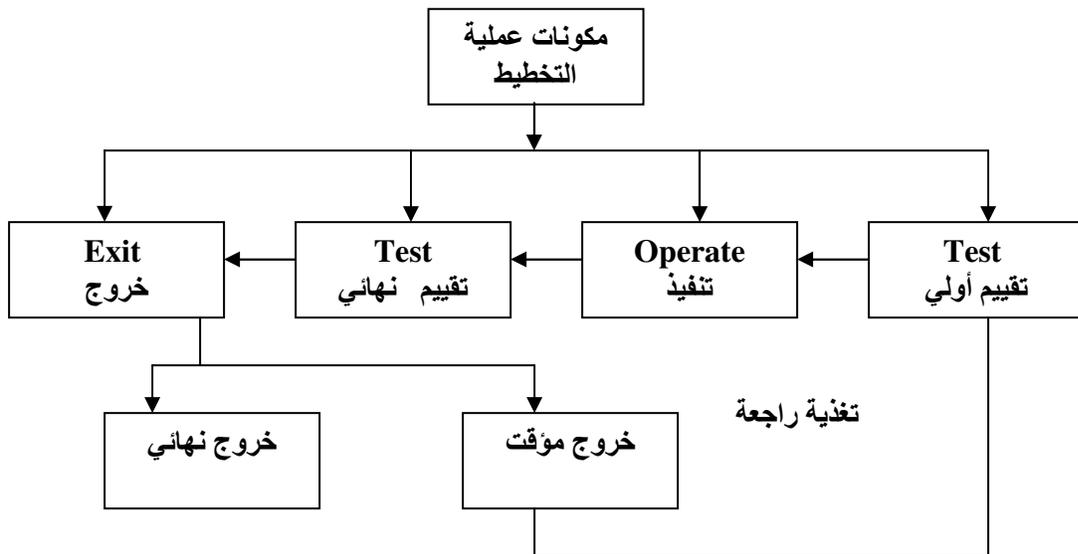 مكونات عملية
التخطيط
Test
تقييم أولي
Operate
تنفيذ
Test
تقييم نهائي
Exit
خروج
تغذية راجعة
خروج مؤقت
خروج نهائي